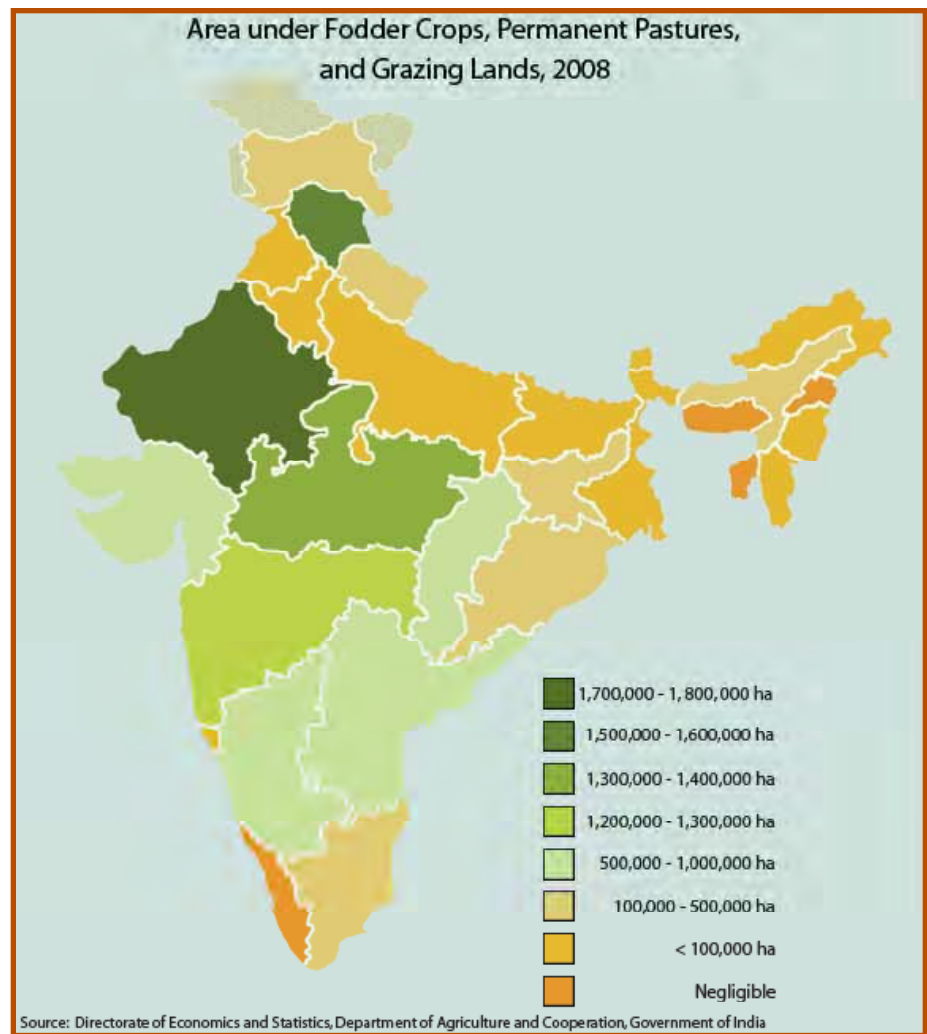 Area under Fodder Crops, Permanent Pastures,
and Grazing Lands, 2008
1,700,000 - 1,800,000 ha
1,500,000 - 1,600,000 ha
1,300,000 - 1,400,000 ha
1,200,000 - 1,300,000 ha
500,000 - 1,000,000 ha
100,000 - 500,000 ha
< 100,000 ha
Negligible
Source: Directorate of Economics and Statistics, Department of Agriculture and Cooperation, Government of India